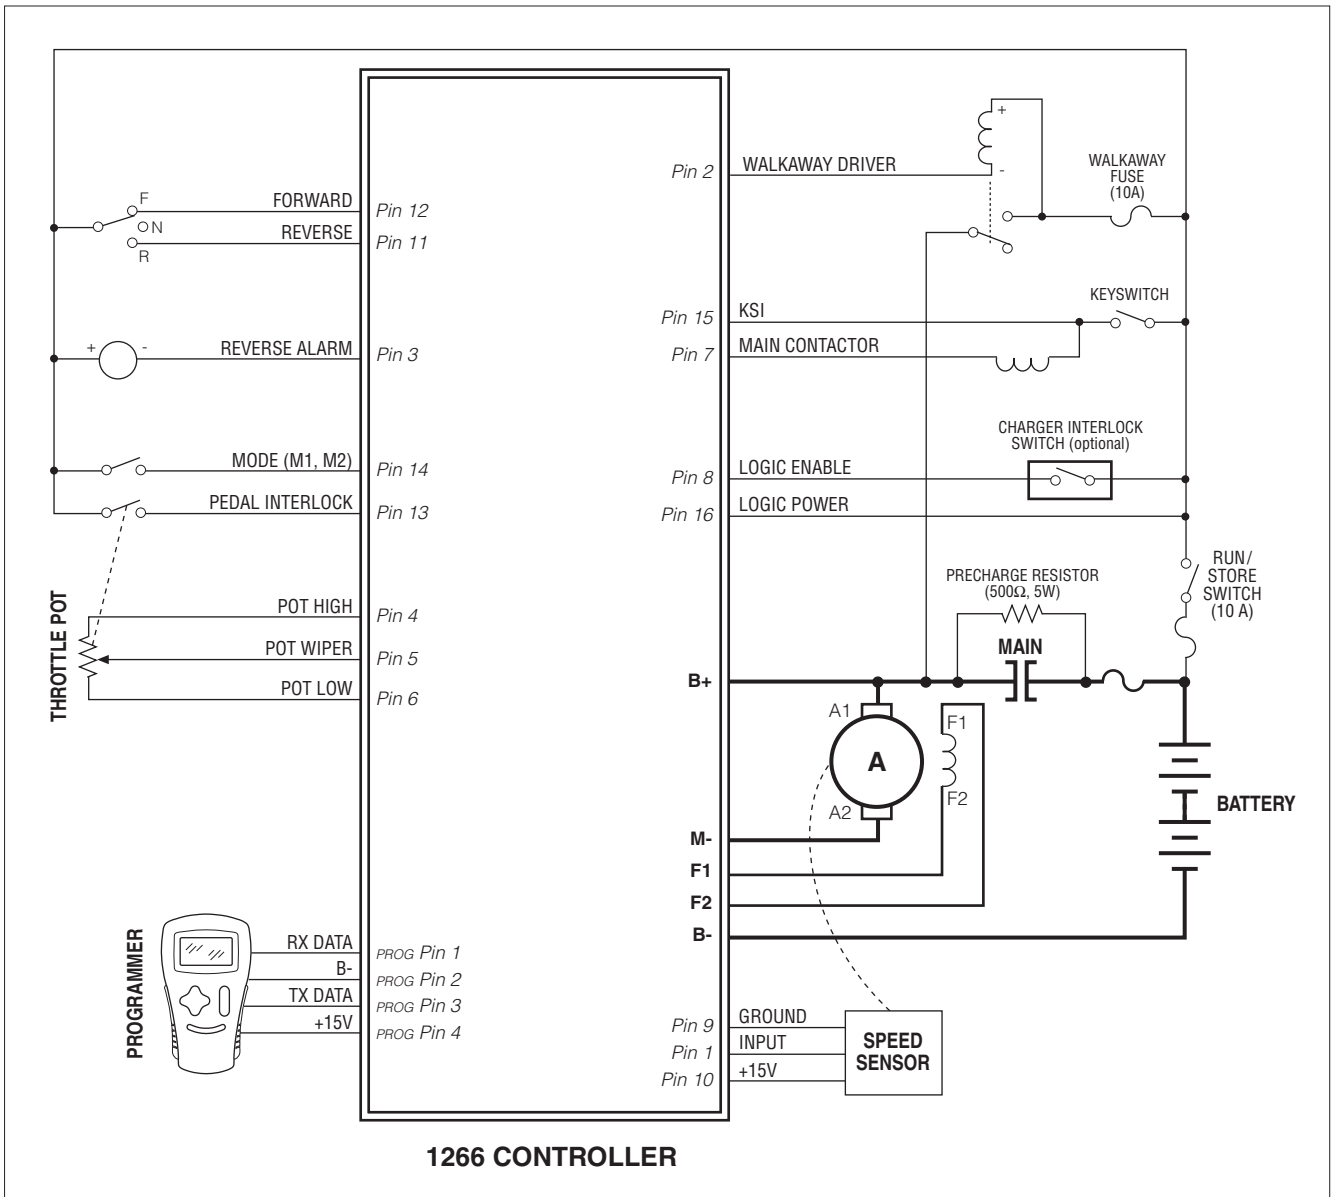 +
-
WALKAWAY
FUSE
(10A)
Pin 2
WALKAWAY DRIVER
F
N
R
FORWARD
Pin 12
REVERSE
Pin 11
KEYSWITCH
Pin 15
KSI
Pin 7
MAIN CONTACTOR
+
-
REVERSE ALARM
Pin 3
CHARGER INTERLOCK
SWITCH (optional)
MODE (M1, M2)
Pin 14
Pin 8
LOGIC ENABLE
PEDAL INTERLOCK
Pin 13
Pin 16
LOGIC POWER
RUN/
STORE
SWITCH
(10 A)
PRECHARGE RESISTOR
(500Ω, 5W)
MAIN
THROTTLE POT
POT HIGH
Pin 4
POT WIPER
Pin 5
POT LOW
Pin 6
B+
A1
A
A2
F1
F2
BATTERY
M-
F1
F2
B-
PROGRAMMER
RX DATA
PROG Pin 1
B-
PROG Pin 2
TX DATA
PROG Pin 3
+15V
PROG Pin 4
Pin 9
GROUND
Pin 1
INPUT
Pin 10
+15V
SPEED
SENSOR
1266 CONTROLLER